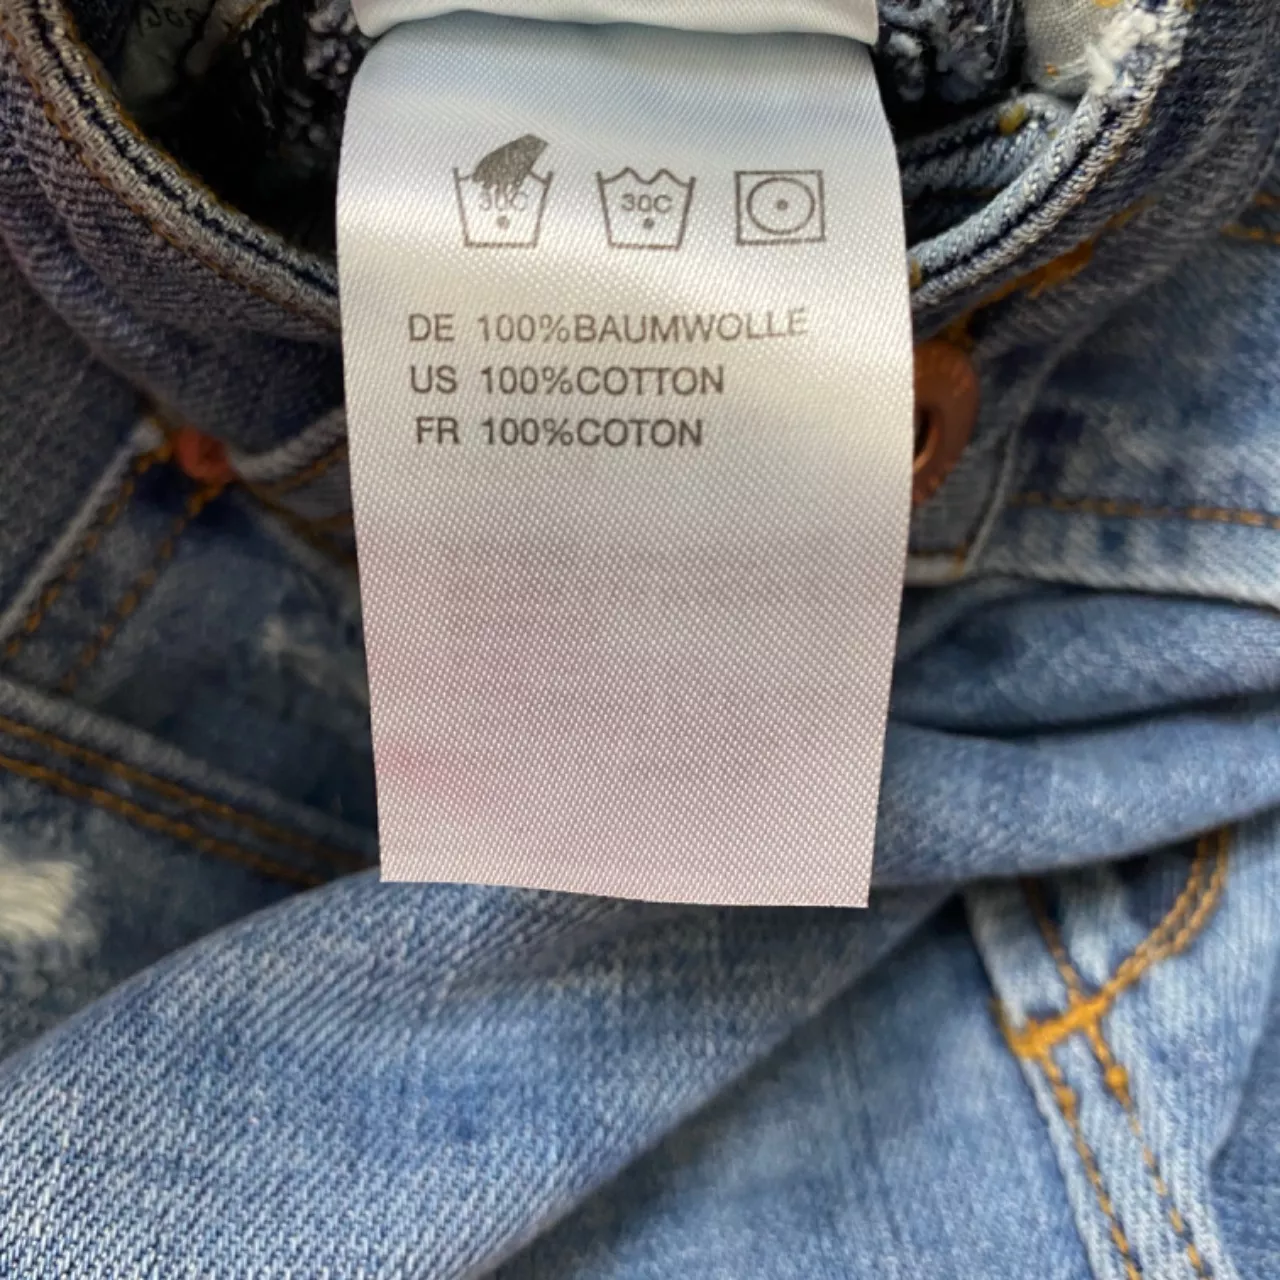 30C 30C
DE 100%BAUMWOLLE
US 100%COTTON
FR 100%COTON